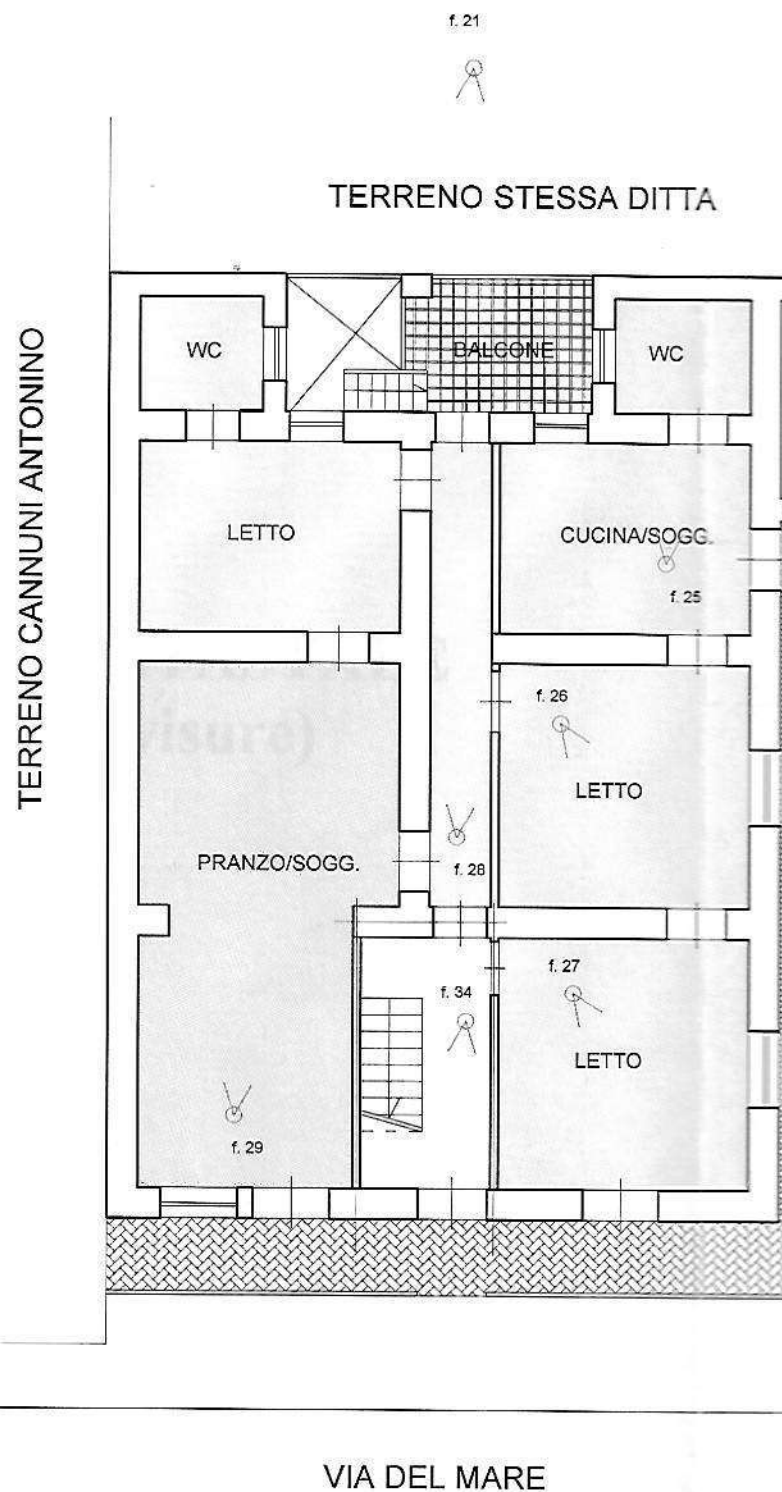 f. 21
TERRENO STESSA DITTA
TERRENO CANNUNI ANTONINO
WC
BALCONE
WC
LETTO
CUCINA/SOGG.
f. 25
f. 26
LETTO
PRANZO/SOGG.
f. 28
f. 34
f. 27
LETTO
f. 29
VIA DEL MARE
visure)